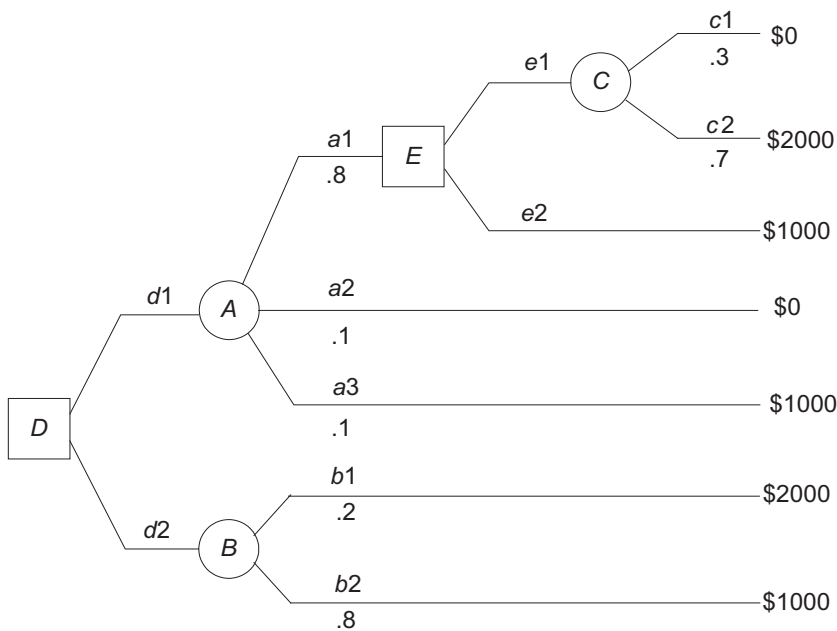 c1
$0
.3
e1
C
c2
$2000
.7
a1
E
.8
e2
$1000
a2
$0
d1
A
.1
a3
$1000
.1
D
b1
$2000
.2
d2
B
b2
$1000
.8